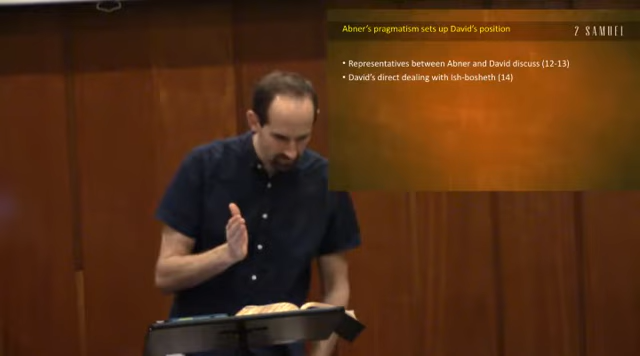 Abner's pragmatism sets up David's position
2 SAMUEL
• Representatives between Abner and David discuss (12-13)
• David's direct dealing with Ish-bosheth (14)